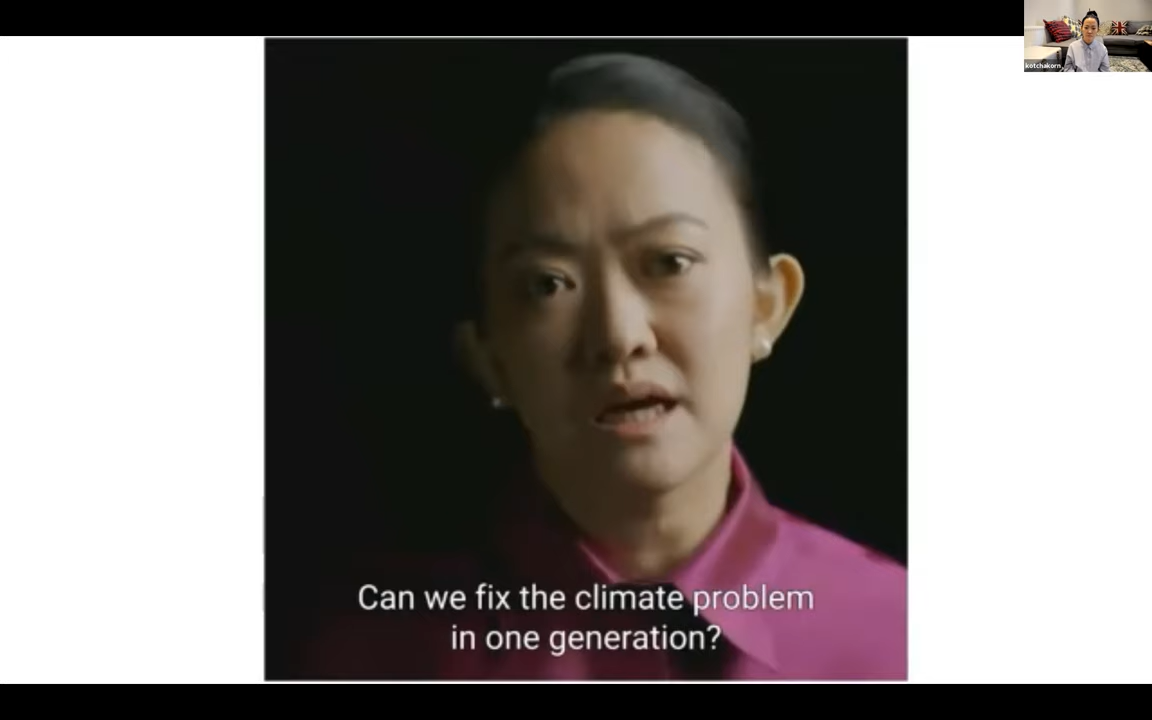 kotchakorn
Can we fix the climate problem
in one generation?